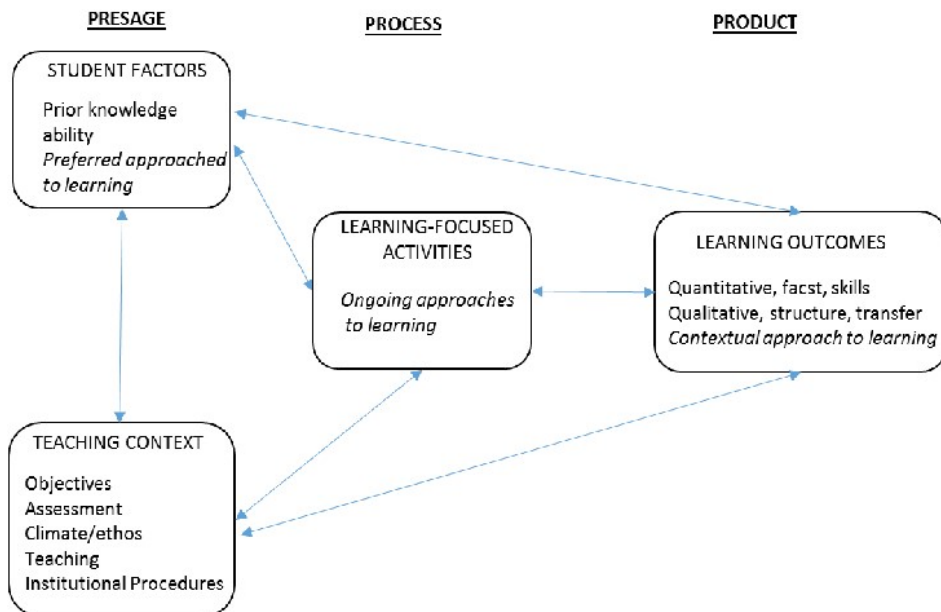 PRESAGE
PROCESS
PRODUCT
STUDENT FACTORS
Prior knowledge
ability
Preferred approached
to learning
LEARNING-FOCUSED
ACTIVITIES
Ongoing approaches
to learning
LEARNING OUTCOMES
Quantitative, facst, skills
Qualitative, structure, transfer
Contextual approach to learning
TEACHING CONTEXT
Objectives
Assessment
Climate/ethos
Teaching
Institutional Procedures